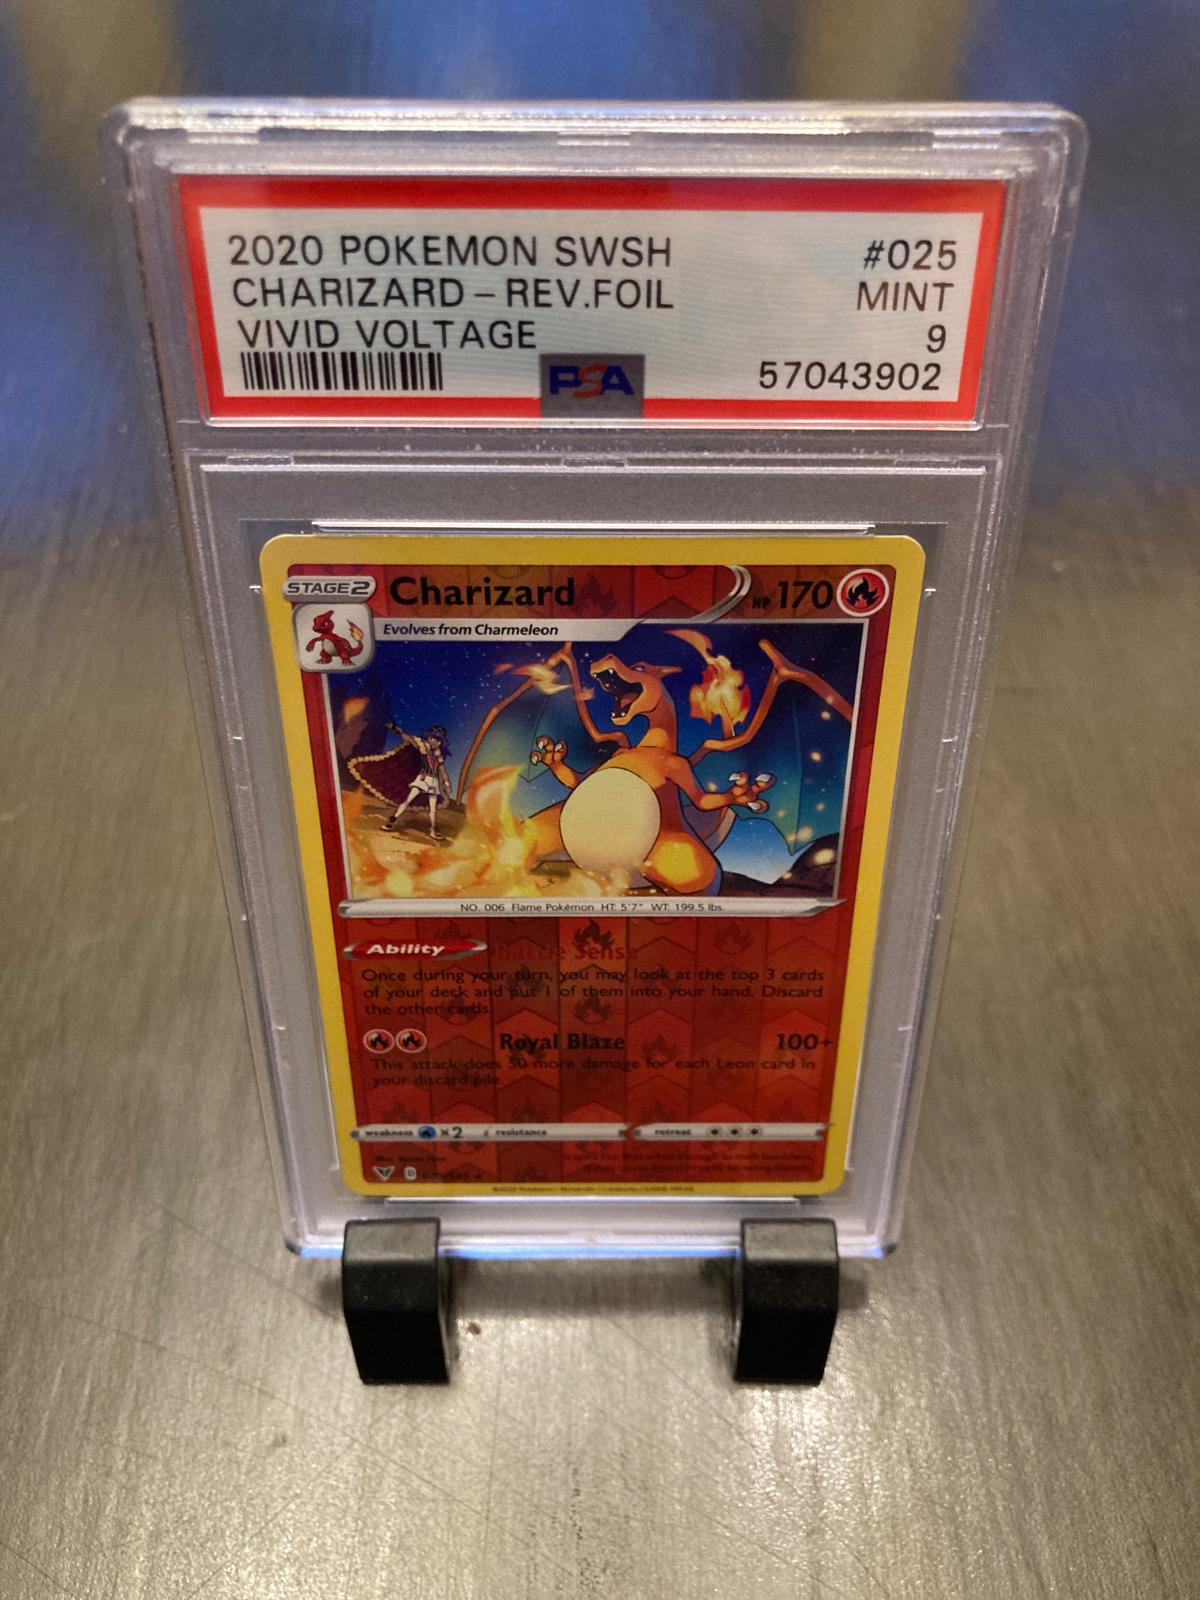 2020 POKEMON SWSH #025
CHARIZARD – REV.FOIL MINT
VIVID VOLTAGE 9
PSA 57043902
STAGE2 Charizard HP 170
Evolves from Charmeleon
NO. 006 Flame Pokémon HT: 5'7" WT: 199.5 lbs.
Ability Battle Sense
Once during your turn, you may look at the top 3 cards
of your deck and put 1 of them into your hand. Discard
the other cards.
Royal Blaze 100+
This attack does 50 more damage for each Leon card in
your discard pile.
weakness ×2 resistance retreat